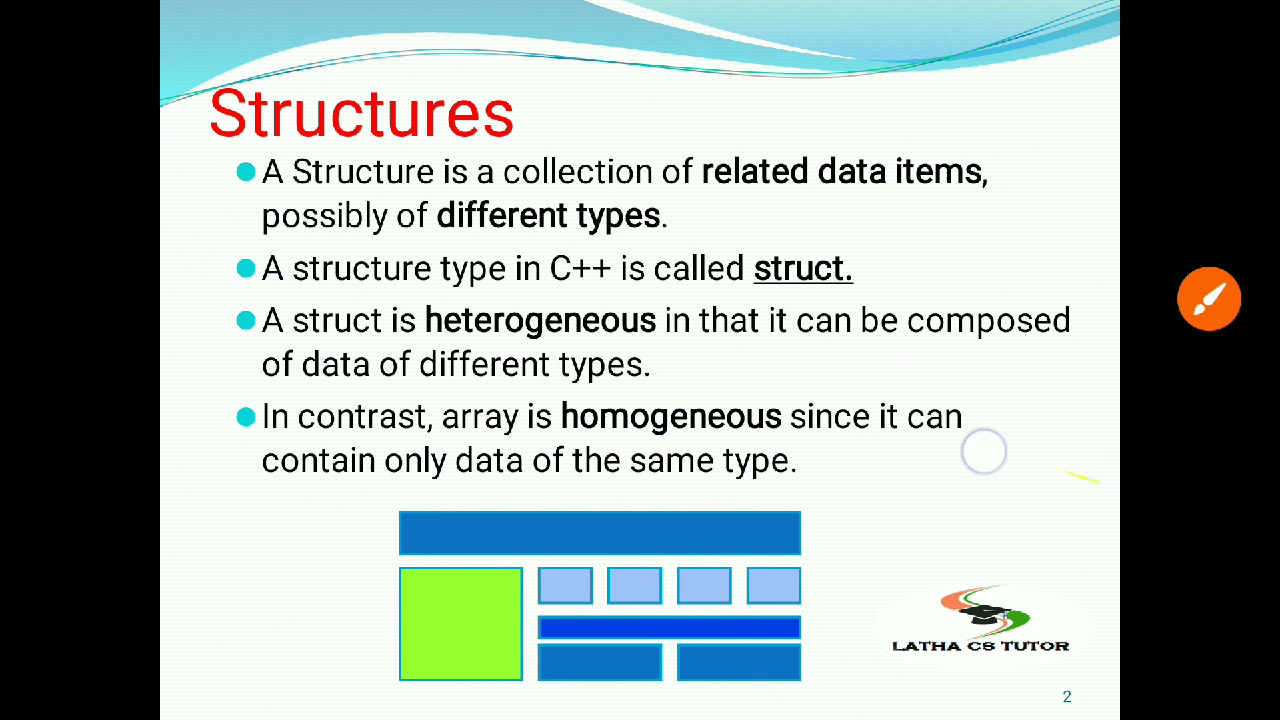 Structures
A Structure is a collection of related data items,
possibly of different types.
A structure type in C++ is called struct.
A struct is heterogeneous in that it can be composed
of data of different types.
In contrast, array is homogeneous since it can
contain only data of the same type.
LATHA CS TUTOR
2